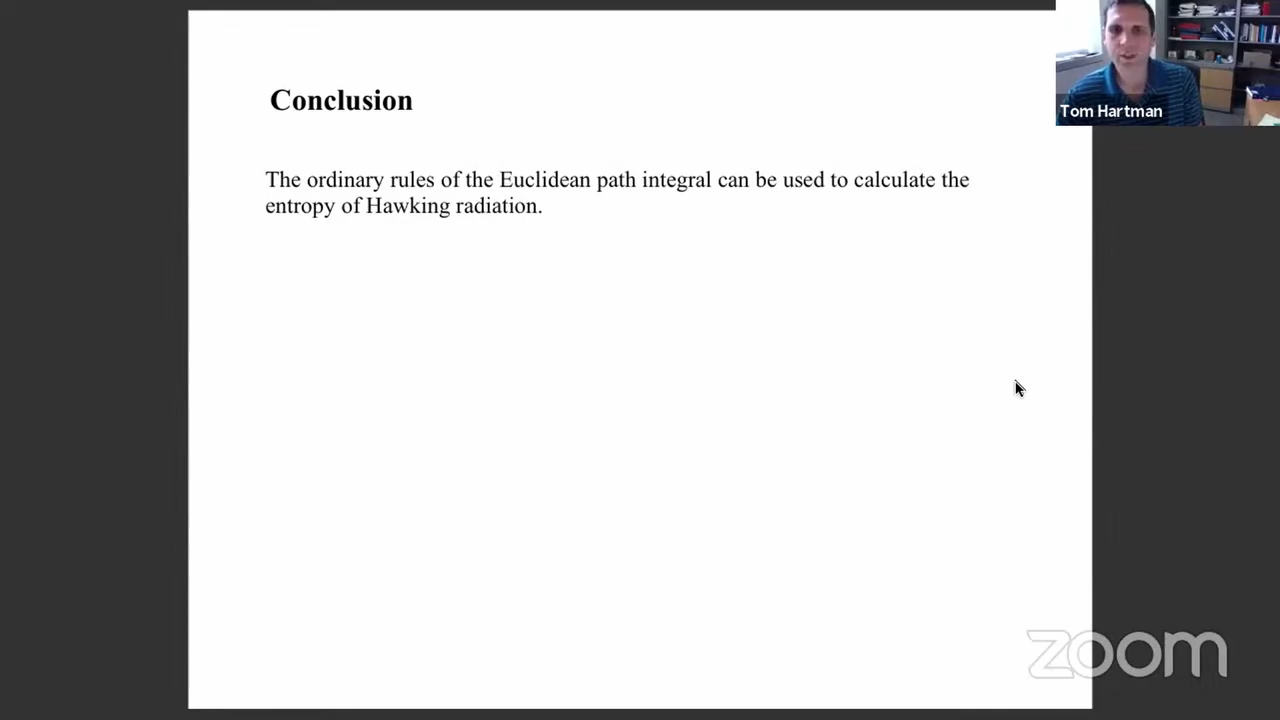 Conclusion
The ordinary rules of the Euclidean path integral can be used to calculate the
entropy of Hawking radiation.
Tom Hartman
zoom